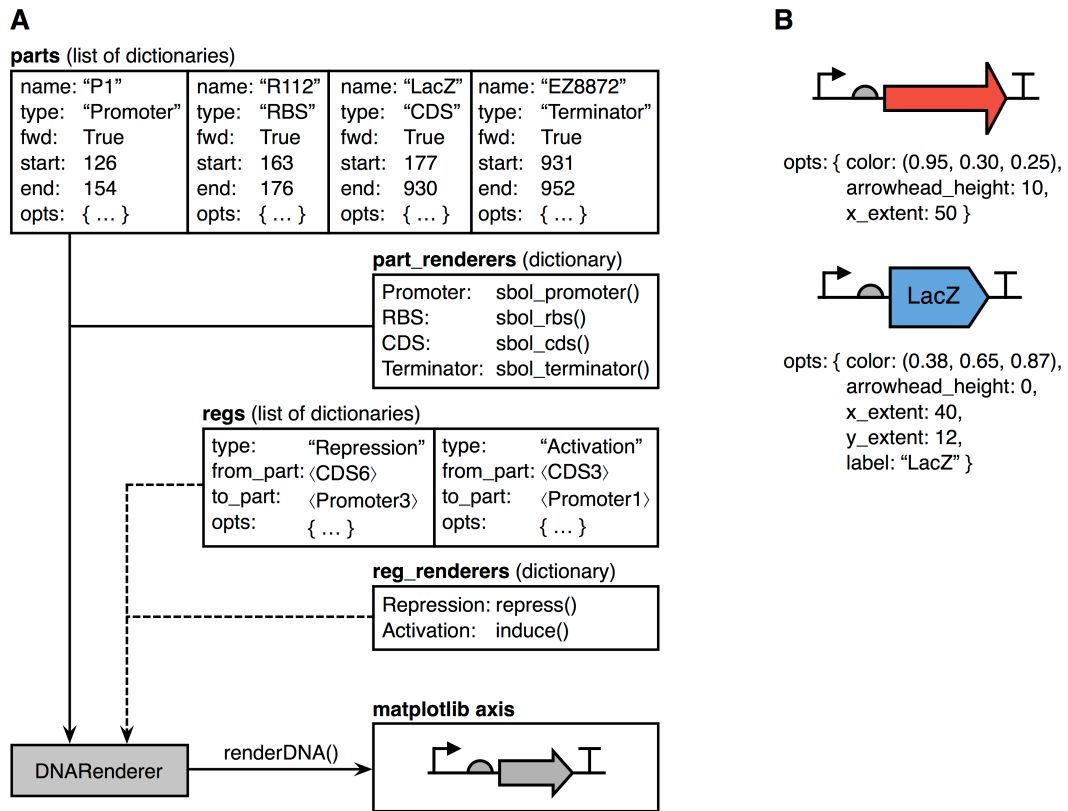 A
parts (list of dictionaries)
name: “P1”
type: “Promoter”
fwd: True
start: 126
end: 154
opts: { ... }
name: “R112”
type: “RBS”
fwd: True
start: 163
end: 176
opts: { ... }
name: “LacZ”
type: “CDS”
fwd: True
start: 177
end: 930
opts: { ... }
name: “EZ8872”
type: “Terminator”
fwd: True
start: 931
end: 952
opts: { ... }
part_renderers (dictionary)
Promoter: sbol_promoter()
RBS: sbol_rbs()
CDS: sbol_cds()
Terminator: sbol_terminator()
regs (list of dictionaries)
type: “Repression”
from_part: 〈CDS6〉
to_part: 〈Promoter3〉
opts: { ... }
type: “Activation”
from_part: 〈CDS3〉
to_part: 〈Promoter1〉
opts: { ... }
reg_renderers (dictionary)
Repression: repress()
Activation: induce()
matplotlib axis
DNARenderer
renderDNA()
B
opts: { color: (0.95, 0.30, 0.25),
arrowhead_height: 10,
x_extent: 50 }
LacZ
opts: { color: (0.38, 0.65, 0.87),
arrowhead_height: 0,
x_extent: 40,
y_extent: 12,
label: “LacZ” }